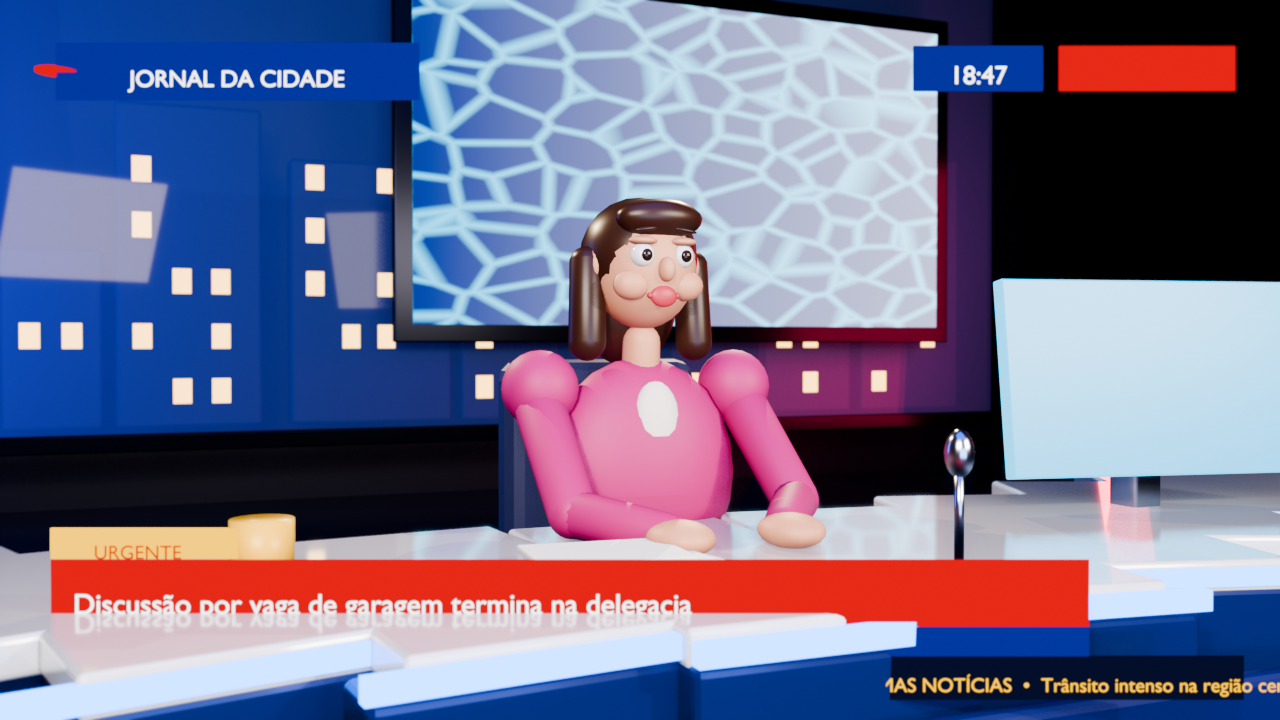 JORNAL DA CIDADE
18:47
URGENTE
Discussão por vaga de garagem termina na delegacia
NOTÍCIAS • Trânsito intenso na região